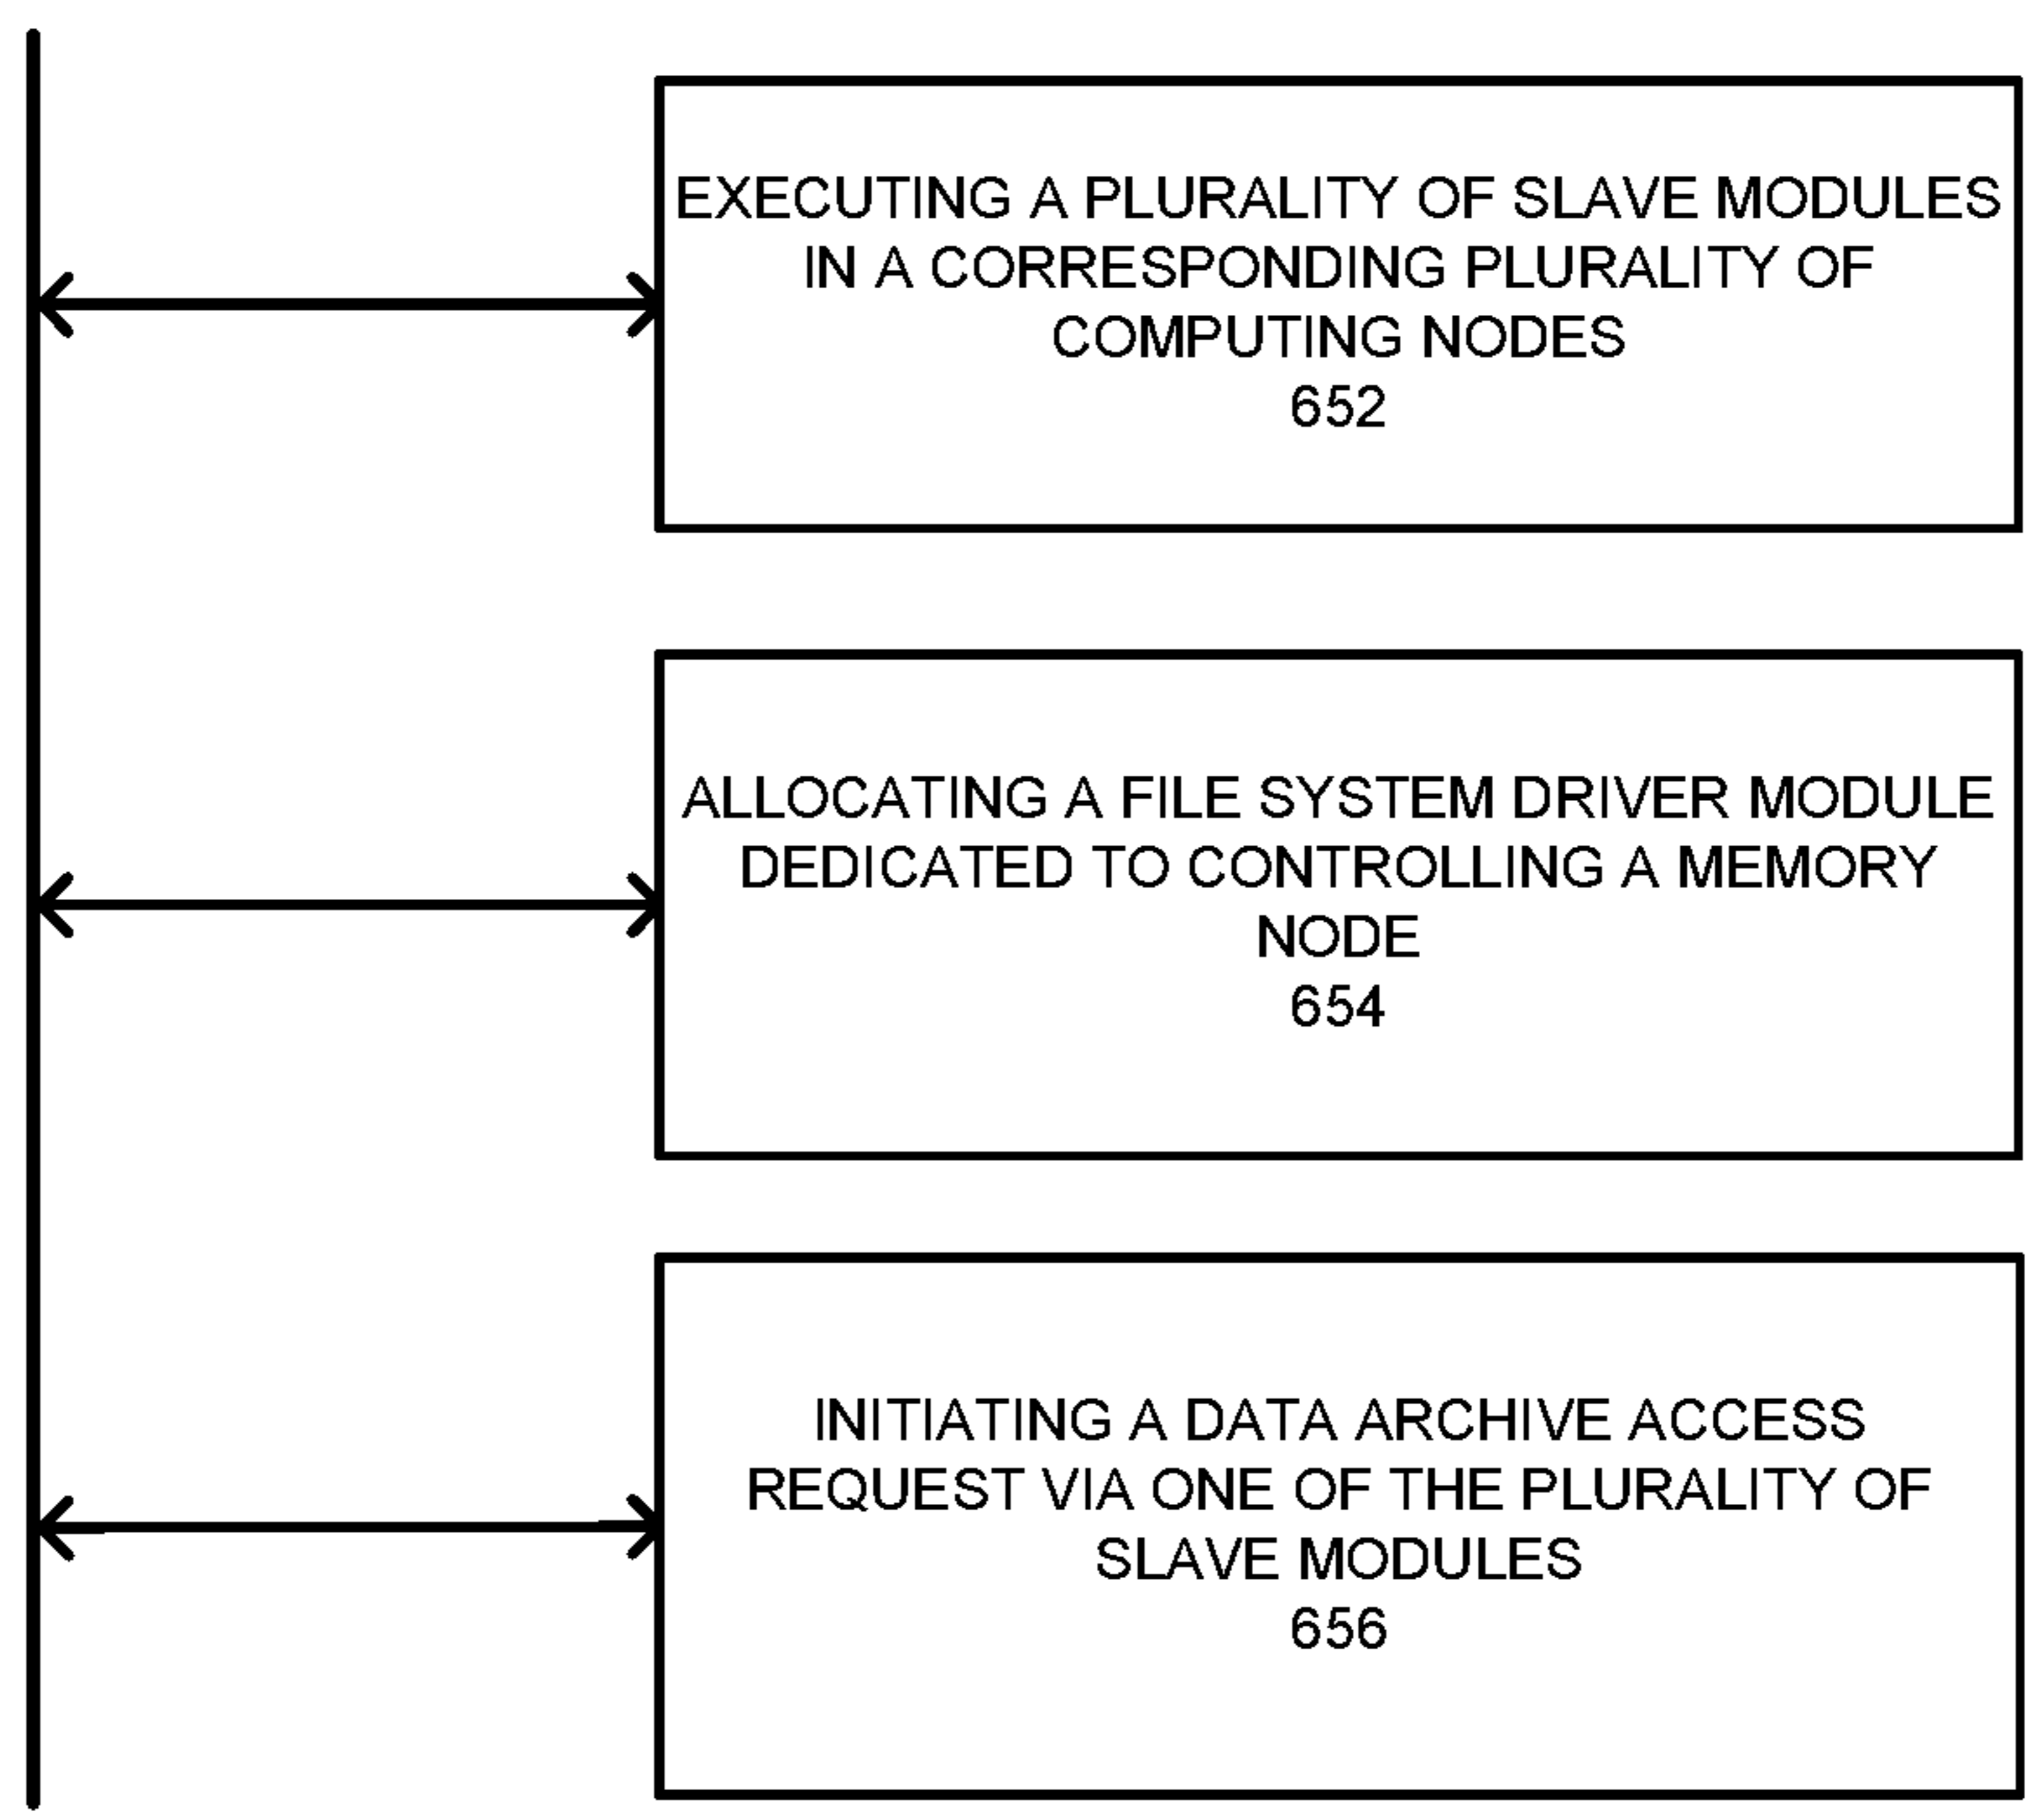 EXECUTING A PLURALITY OF SLAVE MODULES
IN A CORRESPONDING PLURALITY OF
COMPUTING NODES
652
ALLOCATING A FILE SYSTEM DRIVER MODULE
DEDICATED TO CONTROLLING A MEMORY
NODE
654
INITIATING A DATA ARCHIVE ACCESS
REQUEST VIA ONE OF THE PLURALITY OF
SLAVE MODULES
656